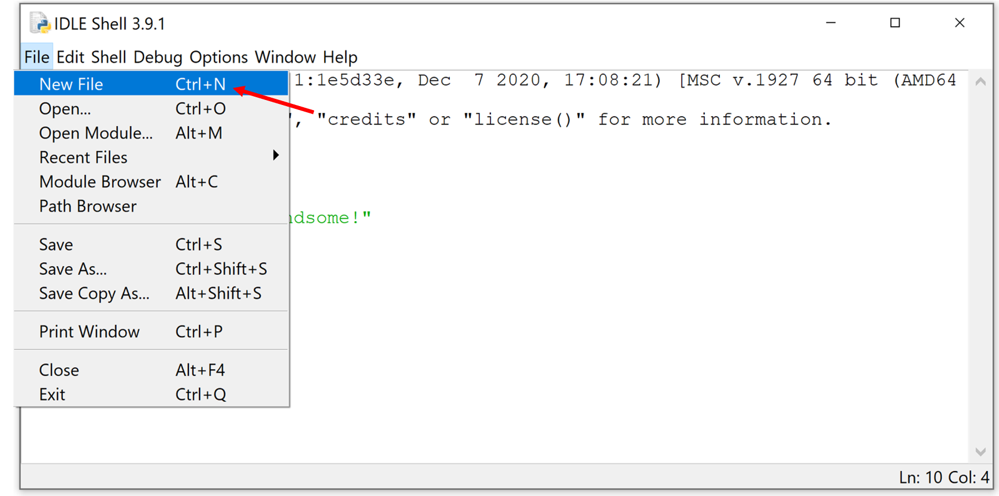 IDLE Shell 3.9.1
File Edit Shell Debug Options Window Help
New File Ctrl+N
Open... Ctrl+O
Open Module... Alt+M
Recent Files
Module Browser Alt+C
Path Browser
Save Ctrl+S
Save As... Ctrl+Shift+S
Save Copy As... Alt+Shift+S
Print Window Ctrl+P
Close Alt+F4
Exit Ctrl+Q
1:1e5d33e, Dec  7 2020, 17:08:21) [MSC v.1927 64 bit (AMD64
", "credits" or "license()" for more information.
ndsome!"
Ln: 10 Col: 4